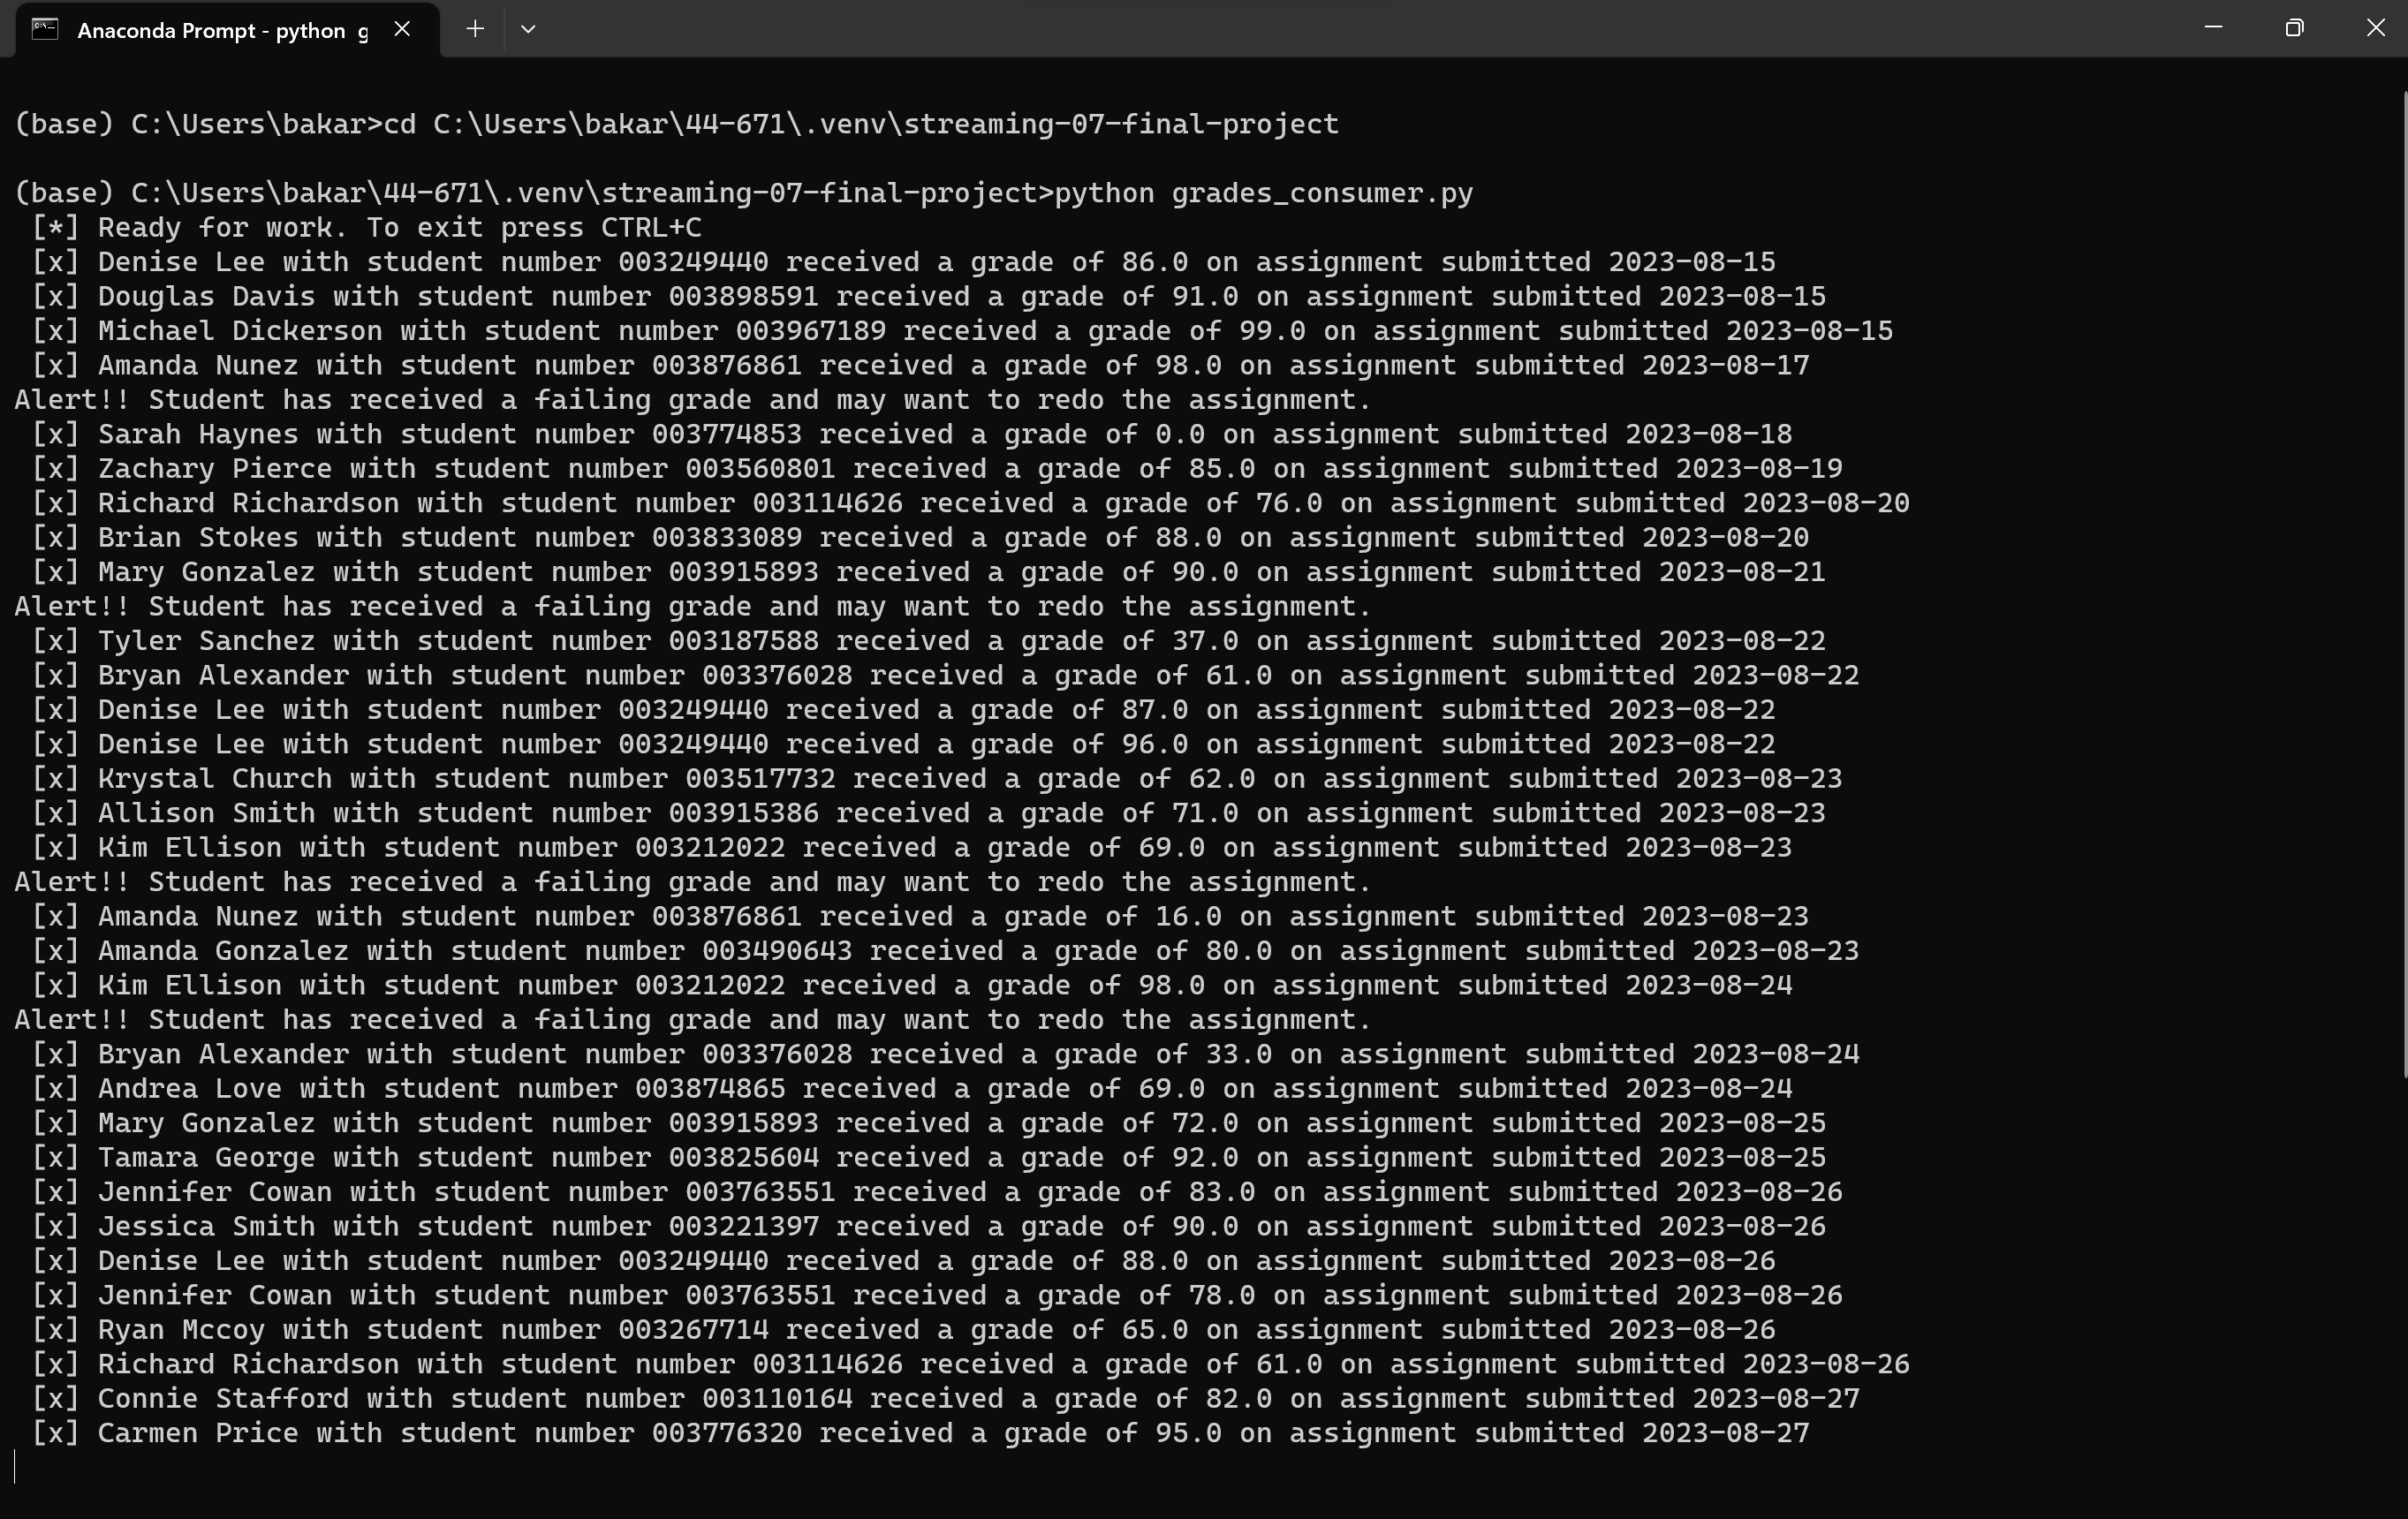 Anaconda Prompt - python g
(base) C:\Users\bakar>cd C:\Users\bakar\44-671\.venv\streaming-07-final-project
(base) C:\Users\bakar\44-671\.venv\streaming-07-final-project>python grades_consumer.py
[*] Ready for work. To exit press CTRL+C
[x] Denise Lee with student number 003249440 received a grade of 86.0 on assignment submitted 2023-08-15
[x] Douglas Davis with student number 003898591 received a grade of 91.0 on assignment submitted 2023-08-15
[x] Michael Dickerson with student number 003967189 received a grade of 99.0 on assignment submitted 2023-08-15
[x] Amanda Nunez with student number 003876861 received a grade of 98.0 on assignment submitted 2023-08-17
Alert!! Student has received a failing grade and may want to redo the assignment.
[x] Sarah Haynes with student number 003774853 received a grade of 0.0 on assignment submitted 2023-08-18
[x] Zachary Pierce with student number 003560801 received a grade of 85.0 on assignment submitted 2023-08-19
[x] Richard Richardson with student number 003114626 received a grade of 76.0 on assignment submitted 2023-08-20
[x] Brian Stokes with student number 003833089 received a grade of 88.0 on assignment submitted 2023-08-20
[x] Mary Gonzalez with student number 003915893 received a grade of 90.0 on assignment submitted 2023-08-21
Alert!! Student has received a failing grade and may want to redo the assignment.
[x] Tyler Sanchez with student number 003187588 received a grade of 37.0 on assignment submitted 2023-08-22
[x] Bryan Alexander with student number 003376028 received a grade of 61.0 on assignment submitted 2023-08-22
[x] Denise Lee with student number 003249440 received a grade of 87.0 on assignment submitted 2023-08-22
[x] Denise Lee with student number 003249440 received a grade of 96.0 on assignment submitted 2023-08-22
[x] Krystal Church with student number 003517732 received a grade of 62.0 on assignment submitted 2023-08-23
[x] Allison Smith with student number 003915386 received a grade of 71.0 on assignment submitted 2023-08-23
[x] Kim Ellison with student number 003212022 received a grade of 69.0 on assignment submitted 2023-08-23
Alert!! Student has received a failing grade and may want to redo the assignment.
[x] Amanda Nunez with student number 003876861 received a grade of 16.0 on assignment submitted 2023-08-23
[x] Amanda Gonzalez with student number 003490643 received a grade of 80.0 on assignment submitted 2023-08-23
[x] Kim Ellison with student number 003212022 received a grade of 98.0 on assignment submitted 2023-08-24
Alert!! Student has received a failing grade and may want to redo the assignment.
[x] Bryan Alexander with student number 003376028 received a grade of 33.0 on assignment submitted 2023-08-24
[x] Andrea Love with student number 003874865 received a grade of 69.0 on assignment submitted 2023-08-24
[x] Mary Gonzalez with student number 003915893 received a grade of 72.0 on assignment submitted 2023-08-25
[x] Tamara George with student number 003825604 received a grade of 92.0 on assignment submitted 2023-08-25
[x] Jennifer Cowan with student number 003763551 received a grade of 83.0 on assignment submitted 2023-08-26
[x] Jessica Smith with student number 003221397 received a grade of 90.0 on assignment submitted 2023-08-26
[x] Denise Lee with student number 003249440 received a grade of 88.0 on assignment submitted 2023-08-26
[x] Jennifer Cowan with student number 003763551 received a grade of 78.0 on assignment submitted 2023-08-26
[x] Ryan Mccoy with student number 003267714 received a grade of 65.0 on assignment submitted 2023-08-26
[x] Richard Richardson with student number 003114626 received a grade of 61.0 on assignment submitted 2023-08-26
[x] Connie Stafford with student number 003110164 received a grade of 82.0 on assignment submitted 2023-08-27
[x] Carmen Price with student number 003776320 received a grade of 95.0 on assignment submitted 2023-08-27